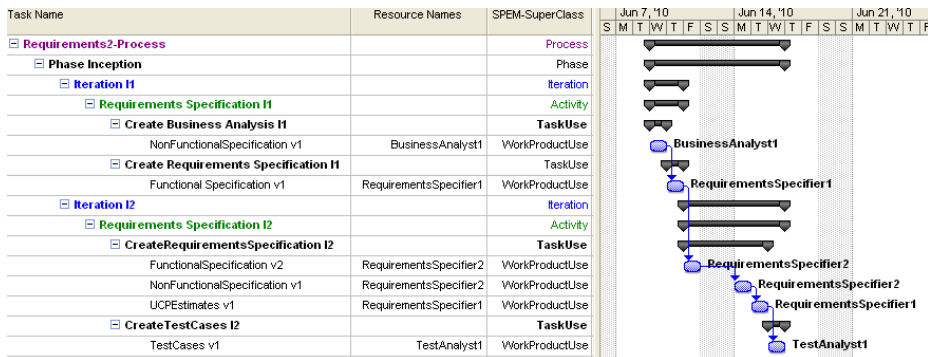 Task Name Resource Names SPEM-SuperClass Jun 7, '10 Jun 14, '10 Jun 21, '10
S M T W T F S S M T W T F S S M T W T F
Requirements2-Process Process
Phase Inception Phase
Iteration I1 Iteration
Requirements Specification I1 Activity
Create Business Analysis I1 TaskUse
NonFunctionalSpecification v1 BusinessAnalyst1 WorkProductUse BusinessAnalyst1
Create Requirements Specification I1 TaskUse
Functional Specification v1 RequirementsSpecifier1 WorkProductUse RequirementsSpecifier1
Iteration I2 Iteration
Requirements Specification I2 Activity
CreateRequirementsSpecification I2 TaskUse
FunctionalSpecification v2 RequirementsSpecifier2 WorkProductUse RequirementsSpecifier2
NonFunctionalSpecification v1 RequirementsSpecifier2 WorkProductUse RequirementsSpecifier2
UCPEstimates v1 RequirementsSpecifier1 WorkProductUse RequirementsSpecifier1
CreateTestCases I2 TaskUse
TestCases v1 TestAnalyst1 WorkProductUse TestAnalyst1